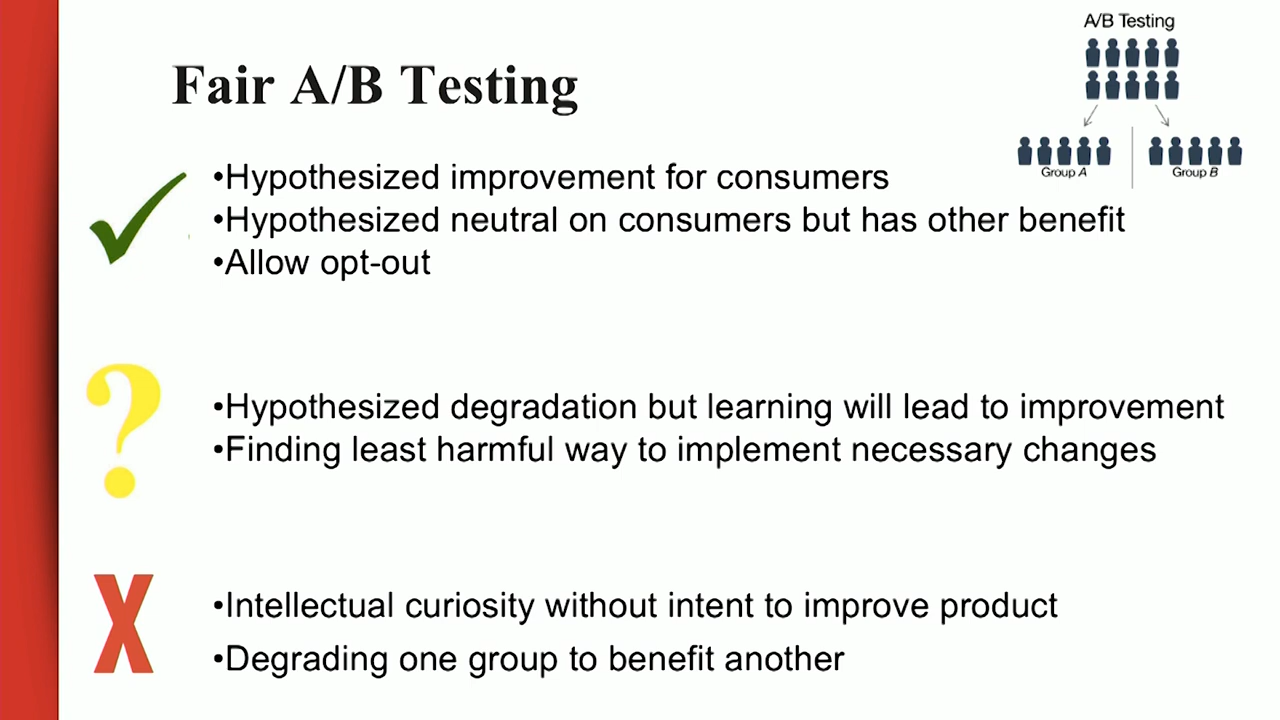 A/B Testing
Fair A/B Testing
Group A
Group B
•Hypothesized improvement for consumers
•Hypothesized neutral on consumers but has other benefit
•Allow opt-out
?
•Hypothesized degradation but learning will lead to improvement
•Finding least harmful way to implement necessary changes
X
•Intellectual curiosity without intent to improve product
•Degrading one group to benefit another